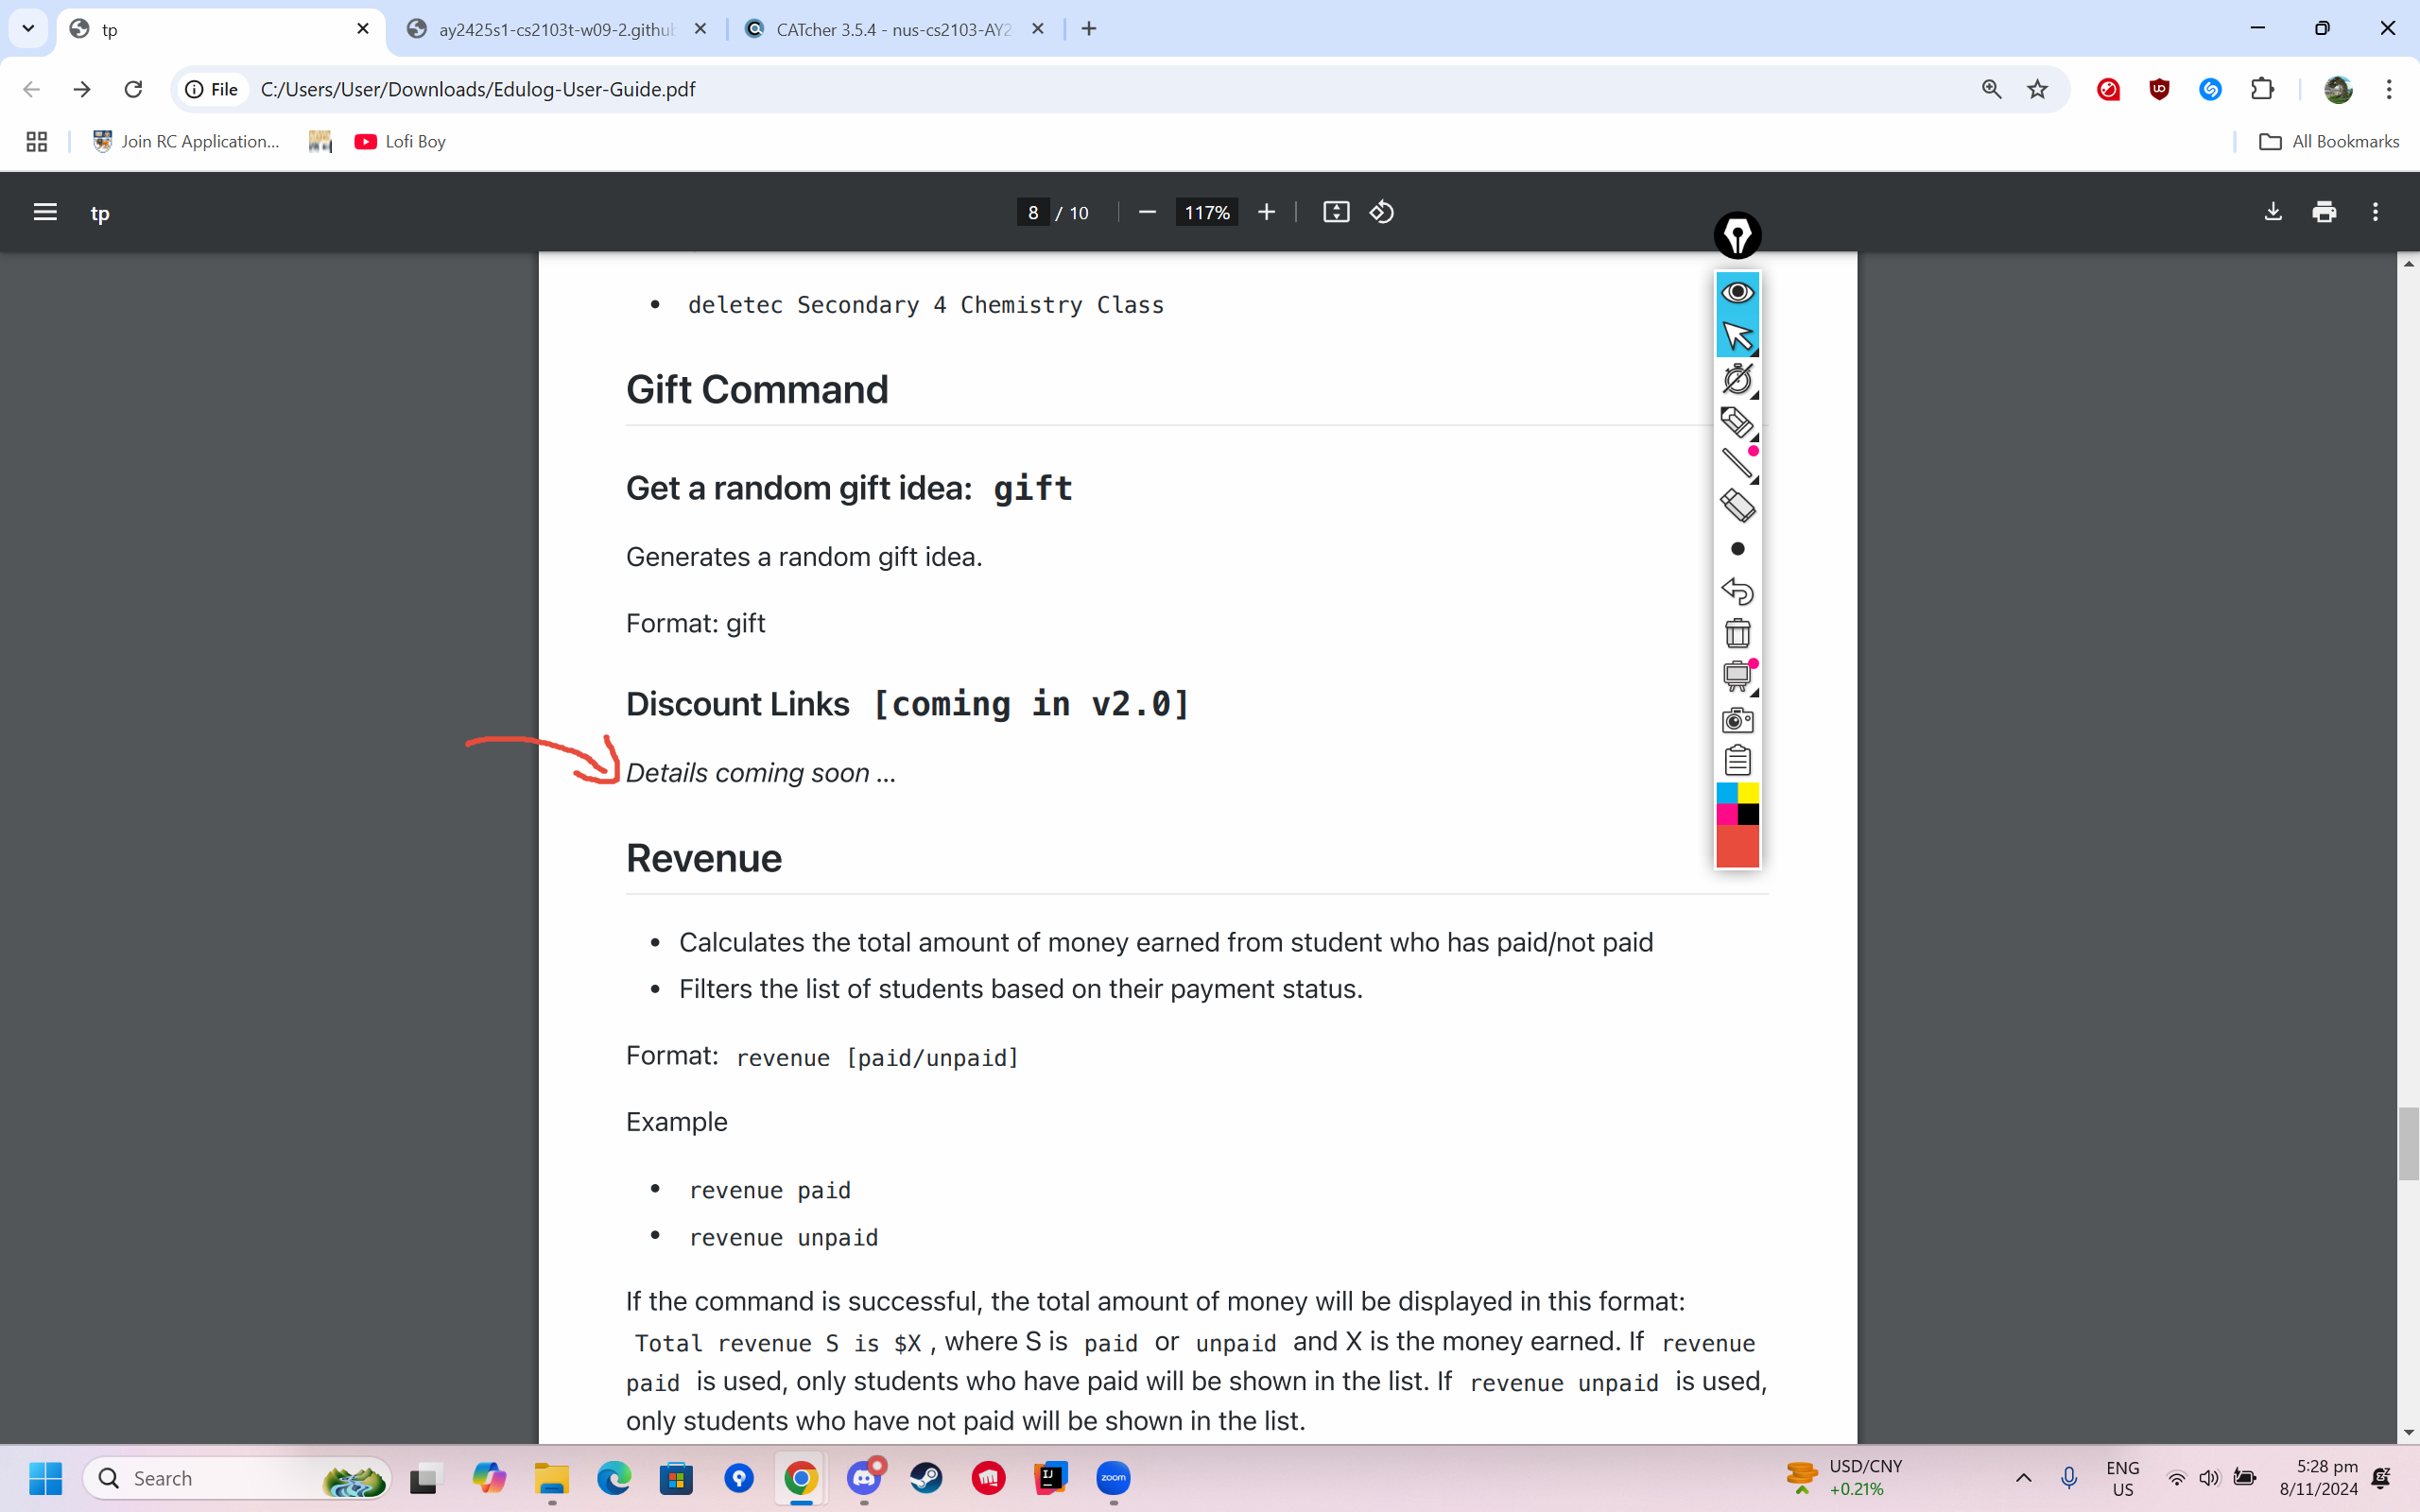 tp
ay2425s1-cs2103t-w09-2.githu
CATcher 3.5.4 - nus-cs2103-AY2
File
C:/Users/User/Downloads/Edulog-User-Guide.pdf
Join RC Application...
Lofi Boy
All Bookmarks
tp
8 / 10
117%
deletec Secondary 4 Chemistry Class
Gift Command
Get a random gift idea: gift
Generates a random gift idea.
Format: gift
Discount Links [coming in v2.0]
Details coming soon ...
Revenue
Calculates the total amount of money earned from student who has paid/not paid
Filters the list of students based on their payment status.
Format: revenue [paid/unpaid]
Example
revenue paid
revenue unpaid
If the command is successful, the total amount of money will be displayed in this format:
Total revenue S is $X , where S is paid or unpaid and X is the money earned. If revenue
paid is used, only students who have paid will be shown in the list. If revenue unpaid is used,
only students who have not paid will be shown in the list.
Search
zoom
USD/CNY
+0.21%
ENG
US
5:28 pm
8/11/2024